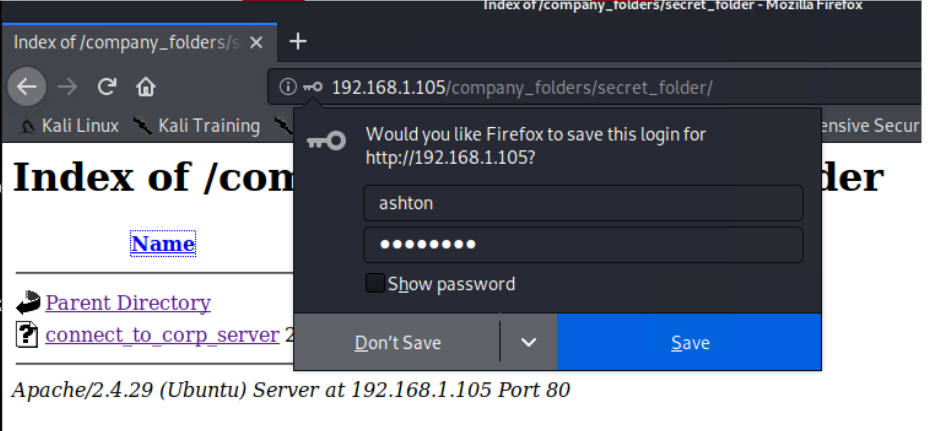 Index of /company_folders/secret_folder - Mozilla Firefox
Index of /company_folders/s
192.168.1.105/company_folders/secret_folder/
Kali Linux Kali Training ensive Secur
Would you like Firefox to save this login for
http://192.168.1.105?
Index of /com der
ashton
Name
••••••••
Show password
Parent Directory
connect_to_corp_server 2
Don't Save Save
Apache/2.4.29 (Ubuntu) Server at 192.168.1.105 Port 80